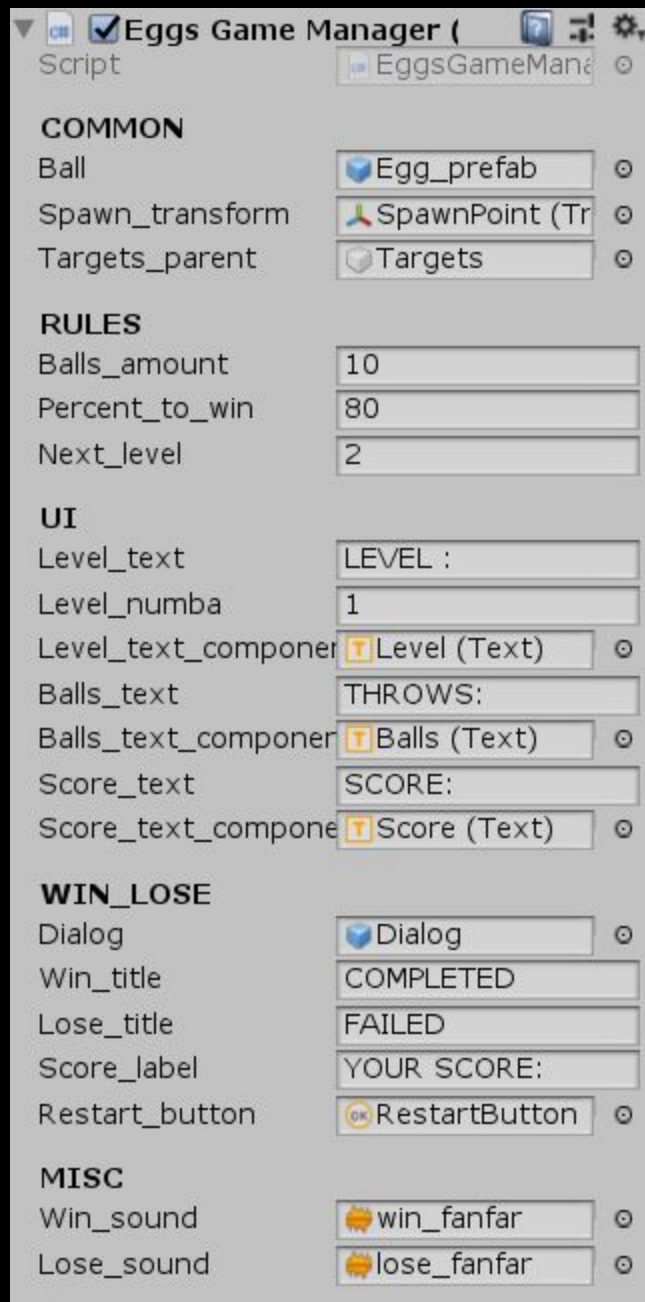 Eggs Game Manager (
Script EggsGameMana
COMMON
Ball Egg_prefab
Spawn_transform SpawnPoint (Tr
Targets_parent Targets
RULES
Balls_amount 10
Percent_to_win 80
Next_level 2
UI
Level_text LEVEL :
Level_numba 1
Level_text_componen Level (Text)
Balls_text THROWS:
Balls_text_componen Balls (Text)
Score_text SCORE:
Score_text_compone Score (Text)
WIN_LOSE
Dialog Dialog
Win_title COMPLETED
Lose_title FAILED
Score_label YOUR SCORE:
Restart_button RestartButton
MISC
Win_sound win_fanfar
Lose_sound lose_fanfar